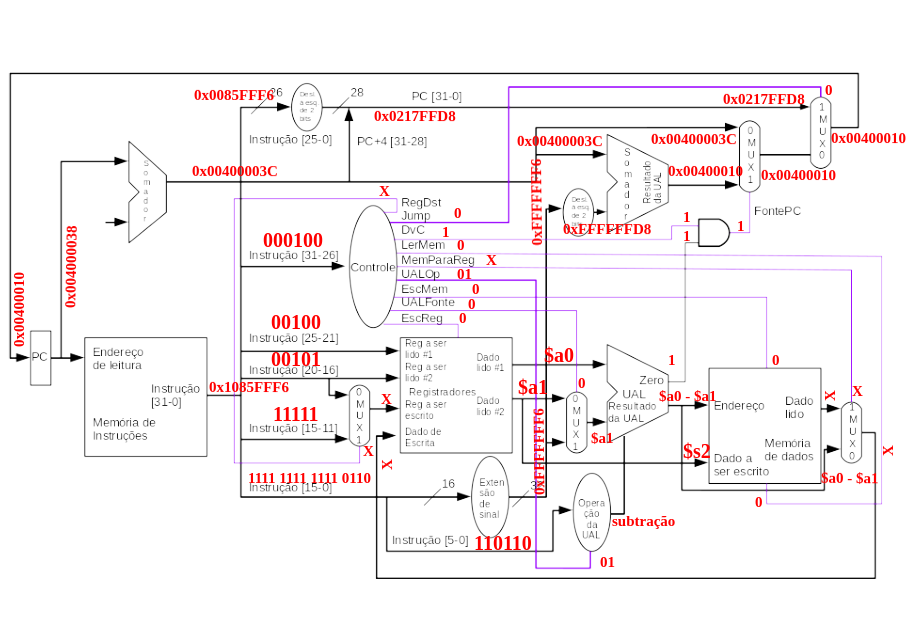 0x0085FFF6
26
Desl.
à esq.
de 2
bits
28
PC [31-0]
0x0217FFD8
0x0217FFD8
0
1
M
U
X
0
0x00400010
Instrução [25-0]
PC+4 [31-28]
0x00400003C
0x00400003C
0
M
U
X
1
0x00400010
S
o
m
a
d
o
r
0x00400003C
S
o
m
a
d
o
r
Resultado
da UAL
0x00400010
0xFFFFFFF6
Desl.
à esq.
de 2
0xFFFFFFD8
X
RegDst
Jump
0
DvC
1
LerMem
0
MemParaReg
X
UALOp
01
EscMem
0
UALFonte
0
EscReg
0
Controle
1
1
1
FontePC
000100
Instrução [31-26]
0x004000038
0x00400010
PC
Endereço
de leitura
Instrução
[31-0]
Memória de
Instruções
0x1085FFF6
00100
Instrução [25-21]
00101
Instrução [20-16]
11111
Instrução [15-11]
0
M
U
X
1
X
X
X
Reg a ser
lido #1
Reg a ser
lido #2
Registradores
Reg a ser
escrito
Dado de
Escrita
Dado
lido #1
Dado
lido #2
$a0
$a1
0
0
M
U
X
1
$a1
0xFFFFFFF6
Zero
UAL
Resultado
da UAL
1
$a0 - $a1
$s2
0
Endereço
Dado
lido
Memória
de dados
Dado a
ser escrito
0
X
X
1
M
U
X
0
X
$a0 - $a1
1111 1111 1111 0110
Instrução [15-0]
16
Exten
são
de
sinal
3
Opera
ção
da
UAL
subtração
Instrução [5-0]
110110
01